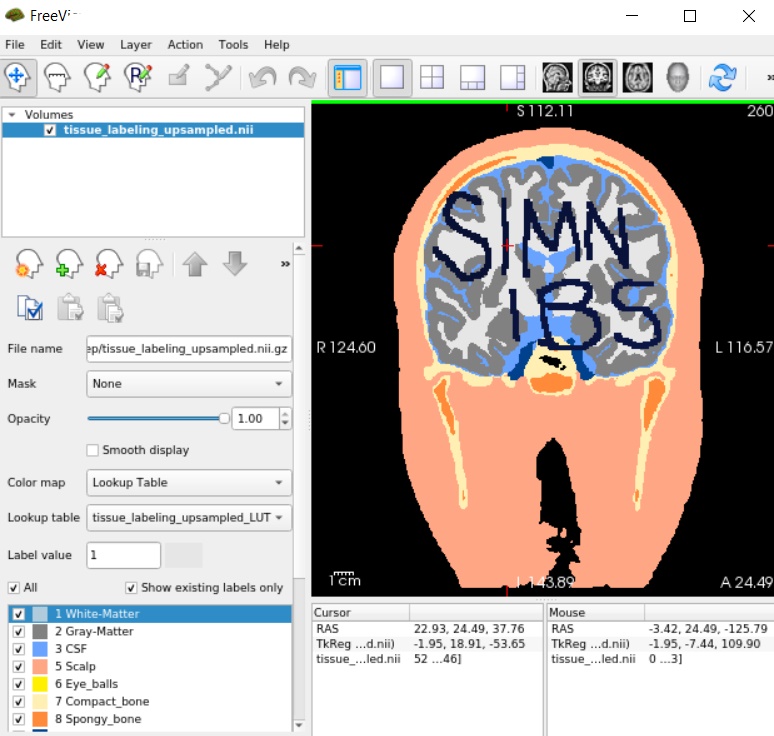 FreeVi
File Edit View Layer Action Tools Help
Volumes
tissue_labeling_upsampled.nii
»
File name ep/tissue_labeling_upsampled.nii.gz
Mask None
Opacity 1.00
Smooth display
Color map Lookup Table
Lookup table tissue_labeling_upsampled_LUT
Label value 1
All Show existing labels only
1 White-Matter
2 Gray-Matter
3 CSF
5 Scalp
6 Eye_balls
7 Compact_bone
8 Spongy_bone
»
S 112.11 260
SIMN
IBS
R 124.60 L 116.57
1 cm I 143.89 A 24.49
Cursor
RAS 22.93, 24.49, 37.76
TkReg ...d.nii) -1.95, 18.91, -53.65
tissue_...led.nii 52 ...46]
Mouse
RAS -3.42, 24.49, -125.79
TkReg ...d.nii) -1.95, -7.44, 109.90
tissue_...led.nii 0 ...3]